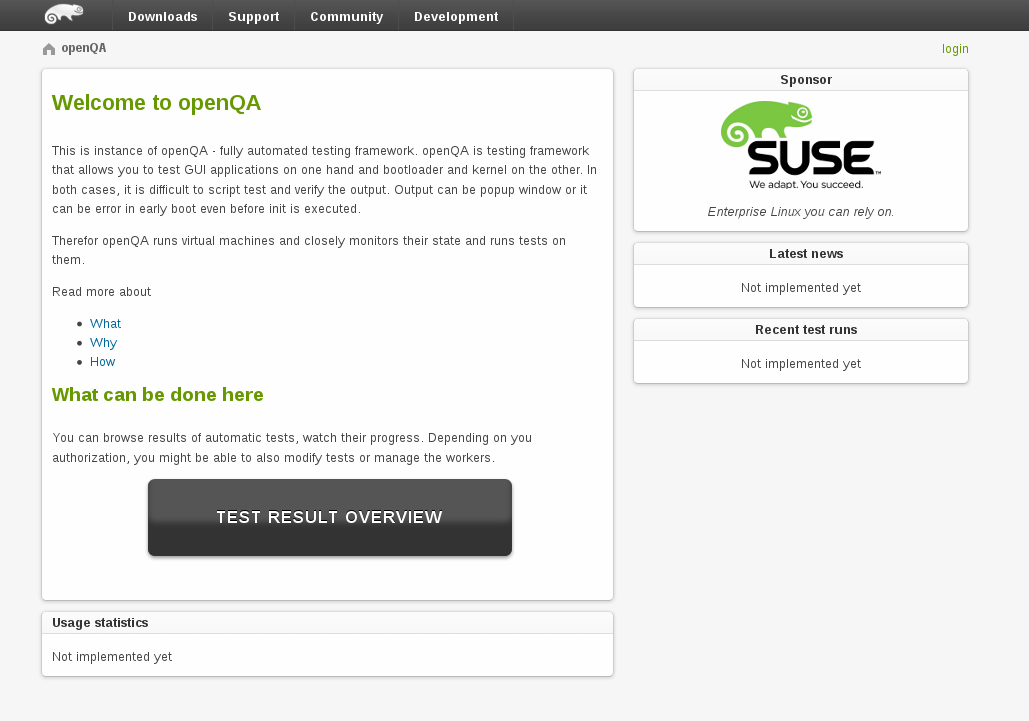 Downloads Support Community Development
openQA
login
Welcome to openQA
This is instance of openQA - fully automated testing framework. openQA is testing framework
that allows you to test GUI applications on one hand and bootloader and kernel on the other. In
both cases, it is difficult to script test and verify the output. Output can be popup window or it
can be error in early boot even before init is executed.
Therefor openQA runs virtual machines and closely monitors their state and runs tests on
them.
Read more about
What
Why
How
What can be done here
You can browse results of automatic tests, watch their progress. Depending on you
authorization, you might be able to also modify tests or manage the workers.
TEST RESULT OVERVIEW
Usage statistics
Not implemented yet
Sponsor
SUSE™
We adapt. You succeed.
Enterprise Linux you can rely on.
Latest news
Not implemented yet
Recent test runs
Not implemented yet